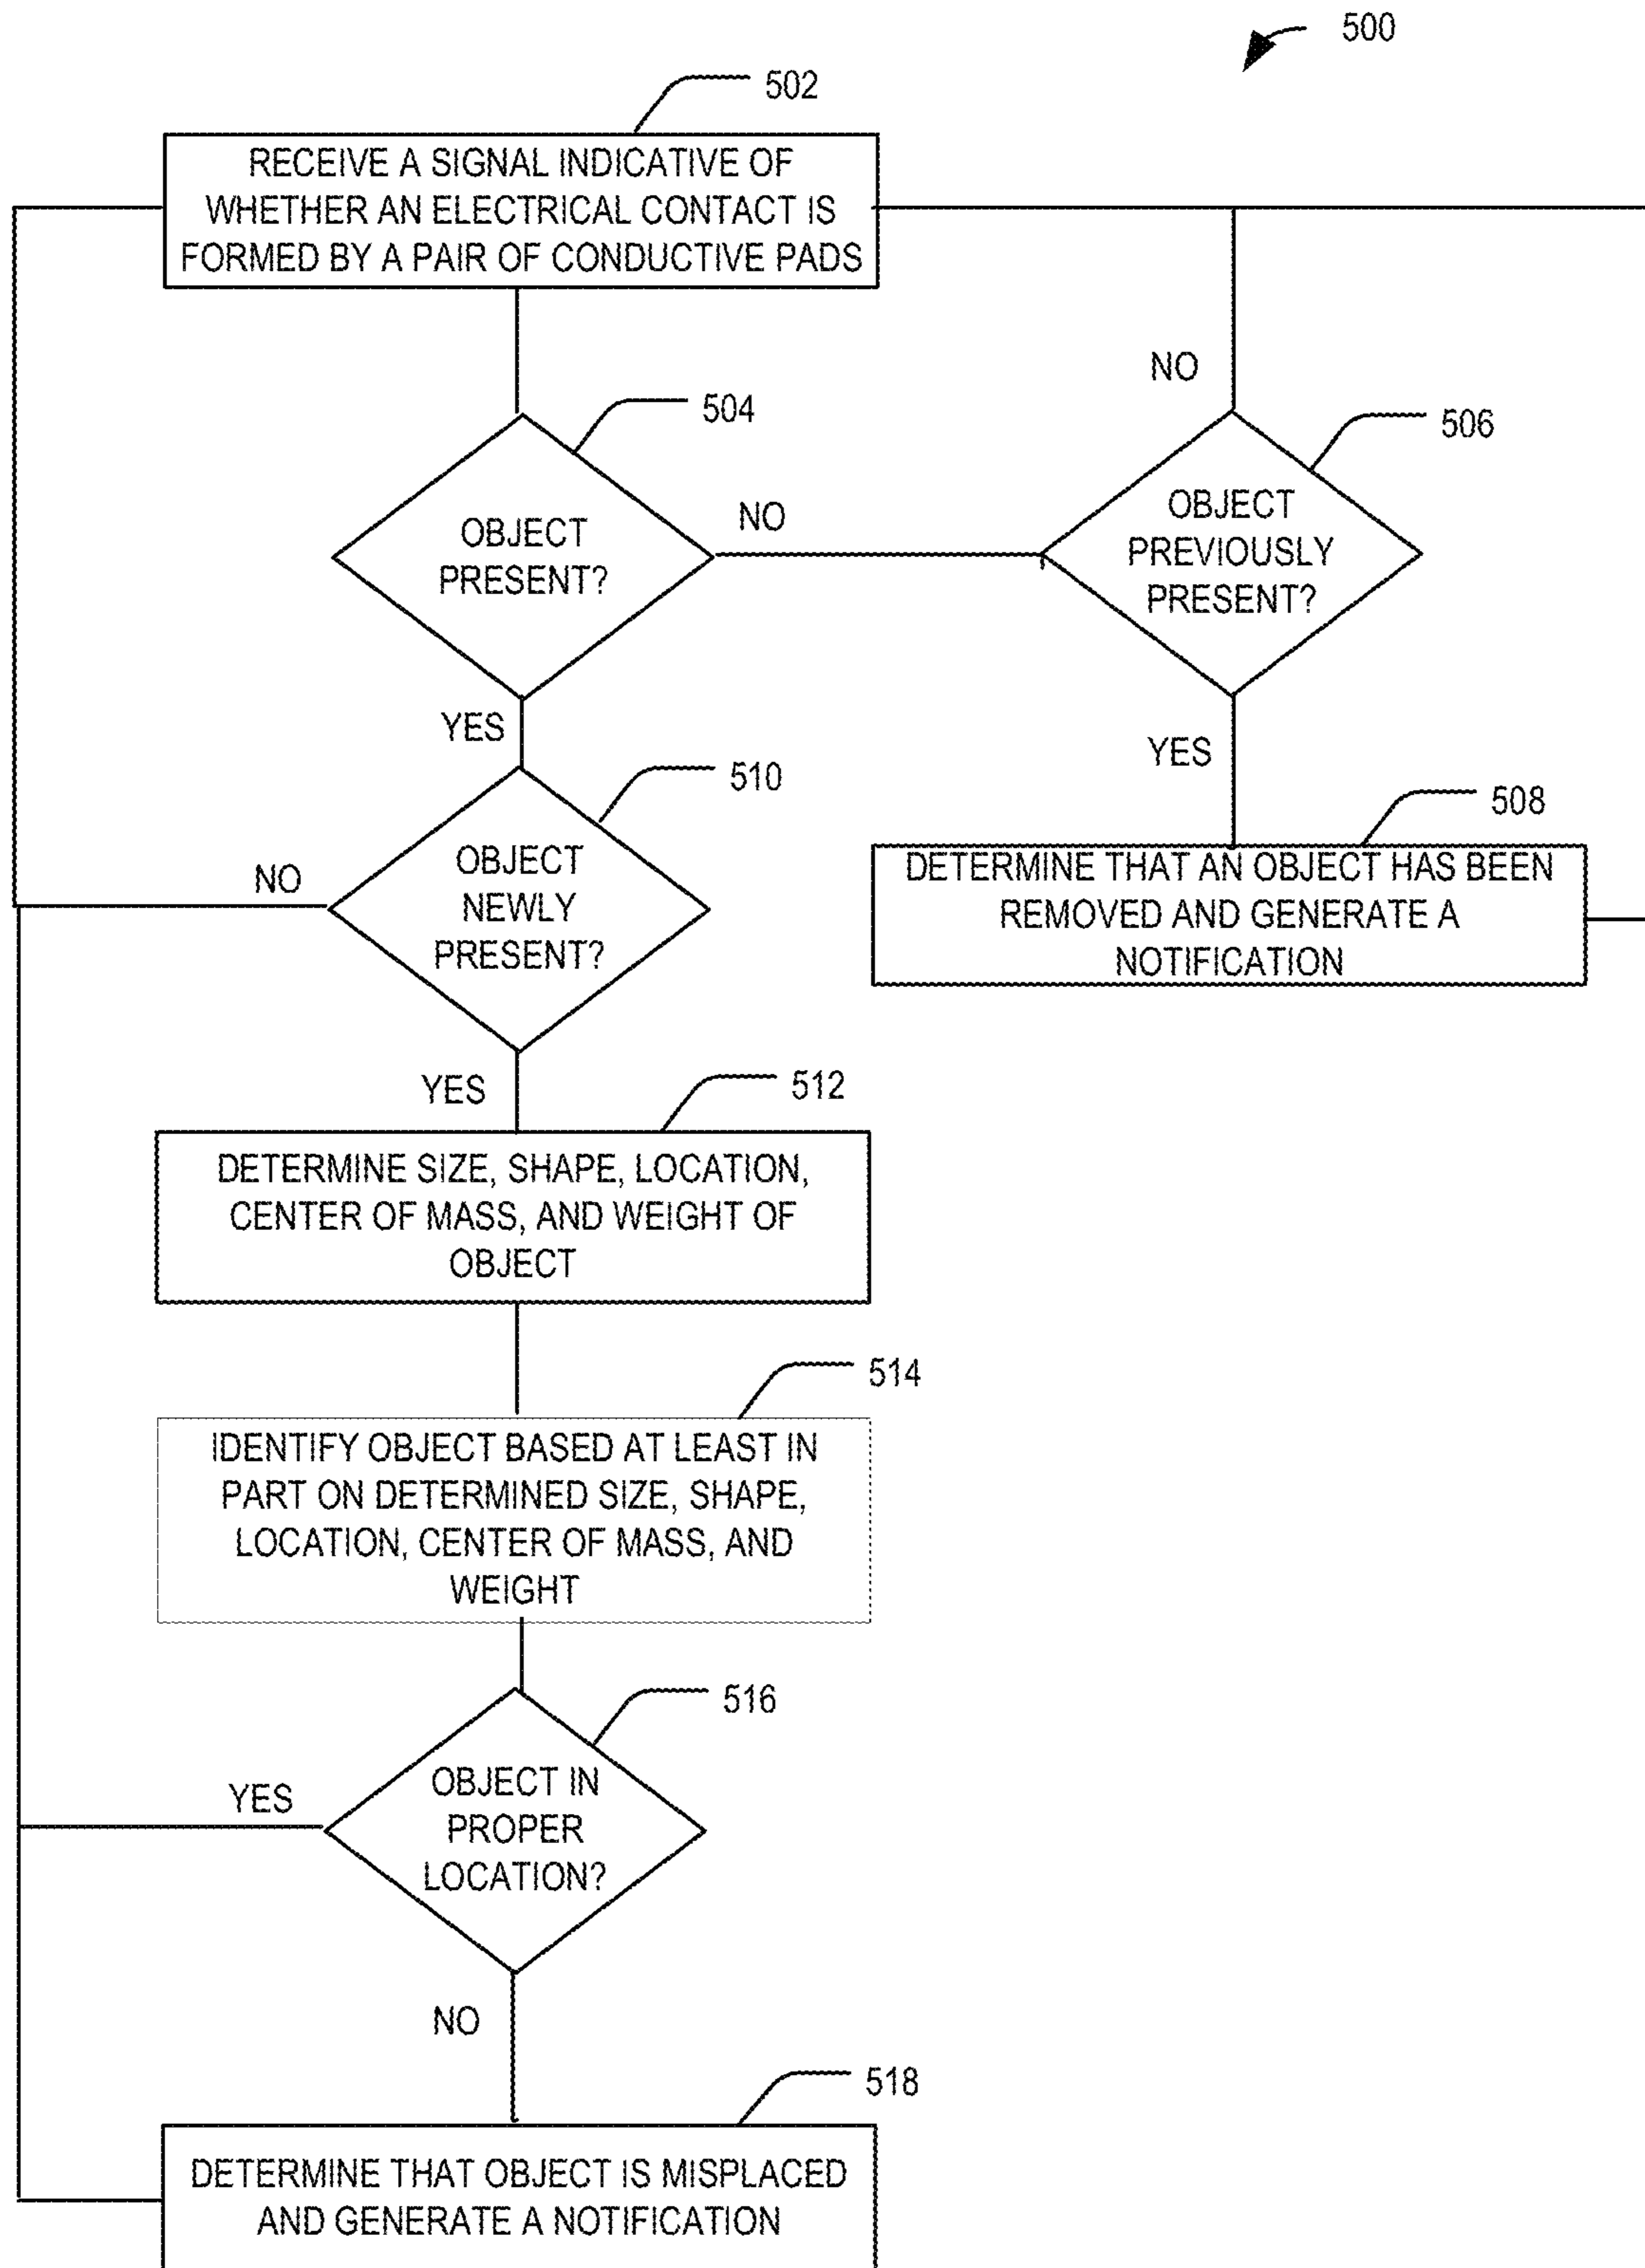 500
502
RECEIVE A SIGNAL INDICATIVE OF
WHETHER AN ELECTRICAL CONTACT IS
FORMED BY A PAIR OF CONDUCTIVE PADS
NO
504
506
OBJECT
PRESENT?
NO
OBJECT
PREVIOUSLY
PRESENT?
YES
YES
510
508
OBJECT
NEWLY
PRESENT?
NO
DETERMINE THAT AN OBJECT HAS BEEN
REMOVED AND GENERATE A
NOTIFICATION
YES
512
DETERMINE SIZE, SHAPE, LOCATION,
CENTER OF MASS, AND WEIGHT OF
OBJECT
514
IDENTIFY OBJECT BASED AT LEAST IN
PART ON DETERMINED SIZE, SHAPE,
LOCATION, CENTER OF MASS, AND
WEIGHT
516
YES
OBJECT IN
PROPER
LOCATION?
NO
518
DETERMINE THAT OBJECT IS MISPLACED
AND GENERATE A NOTIFICATION